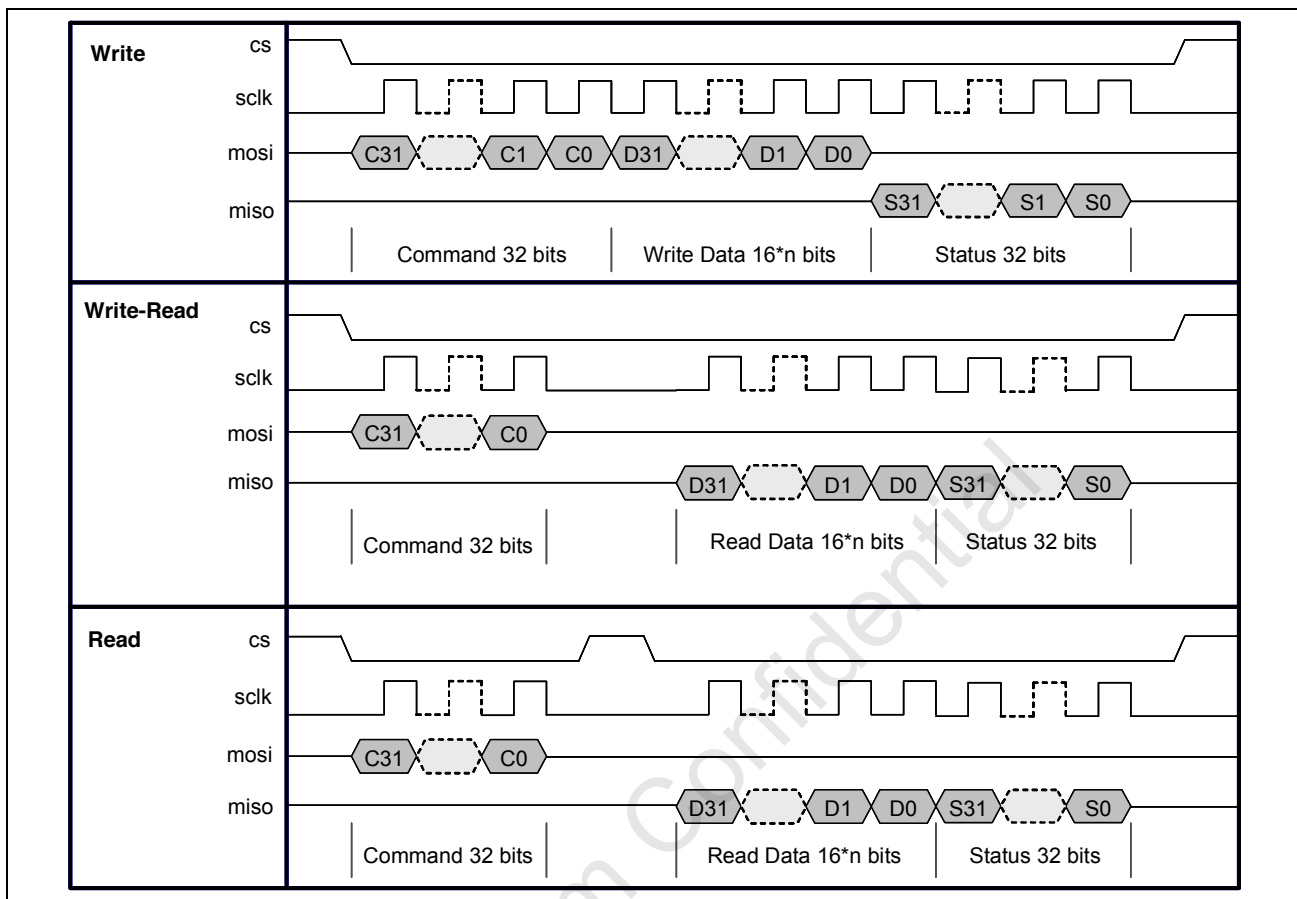 Write
cs
sclk
mosi C31 C1 C0 D31 D1 D0
miso S31 S1 S0
Command 32 bits Write Data 16*n bits Status 32 bits
Write-Read
cs
sclk
mosi C31 C0
miso D31 D1 D0 S31 S0
Command 32 bits Read Data 16*n bits Status 32 bits
Read
cs
sclk
mosi C31 C0
miso D31 D1 D0 S31 S0
Command 32 bits Read Data 16*n bits Status 32 bits
Confidential